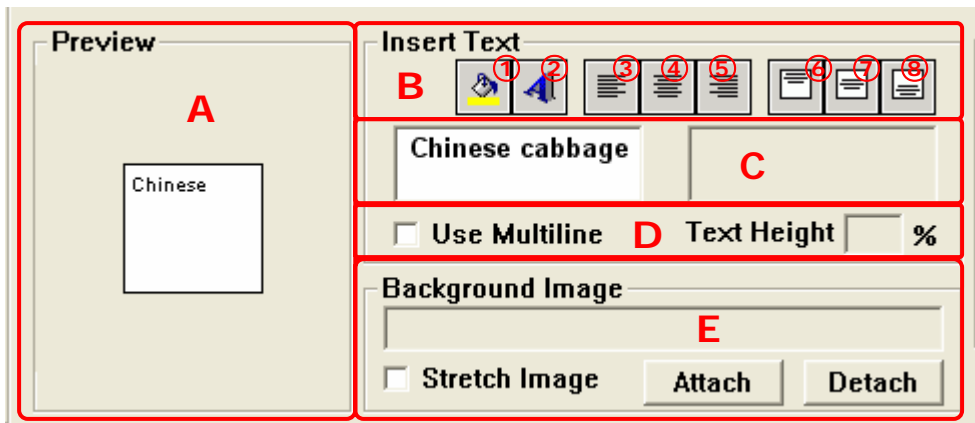 Preview
A
Chinese
Insert Text
B
① ② ③ ④ ⑤ ⑥ ⑦ ⑧
A
Chinese cabbage
C
Use Multiline D Text Height %
Background Image
E
Stretch Image Attach Detach